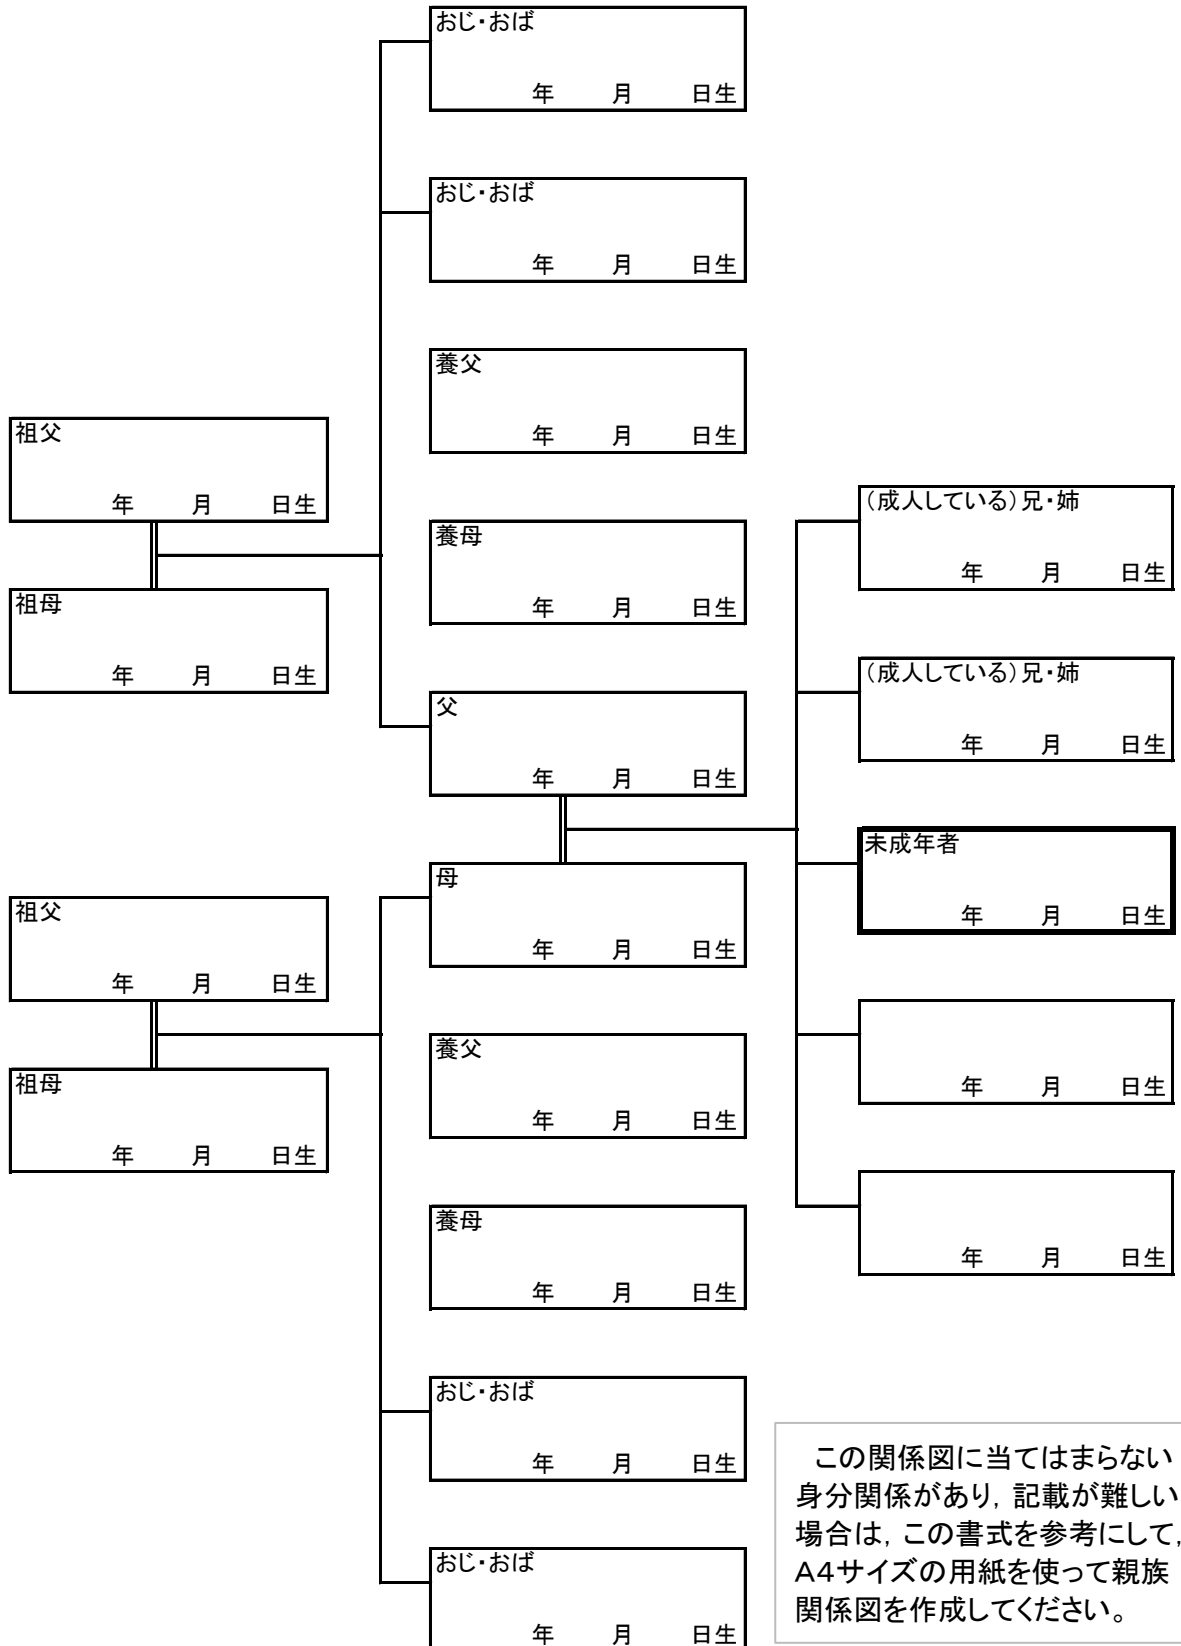 おじ・おば
年 月 日生
おじ・おば
年 月 日生
養父
年 月 日生
養母
年 月 日生
父
年 月 日生
母
年 月 日生
養父
年 月 日生
養母
年 月 日生
おじ・おば
年 月 日生
おじ・おば
年 月 日生
祖父
年 月 日生
祖母
年 月 日生
祖父
年 月 日生
祖母
年 月 日生
(成人している)兄・姉
年 月 日生
(成人している)兄・姉
年 月 日生
未成年者
年 月 日生
年 月 日生
年 月 日生
この関係図に当てはまらない
身分関係があり，記載が難しい
場合は，この書式を参考にして，
A4サイズの用紙を使って親族
関係図を作成してください。